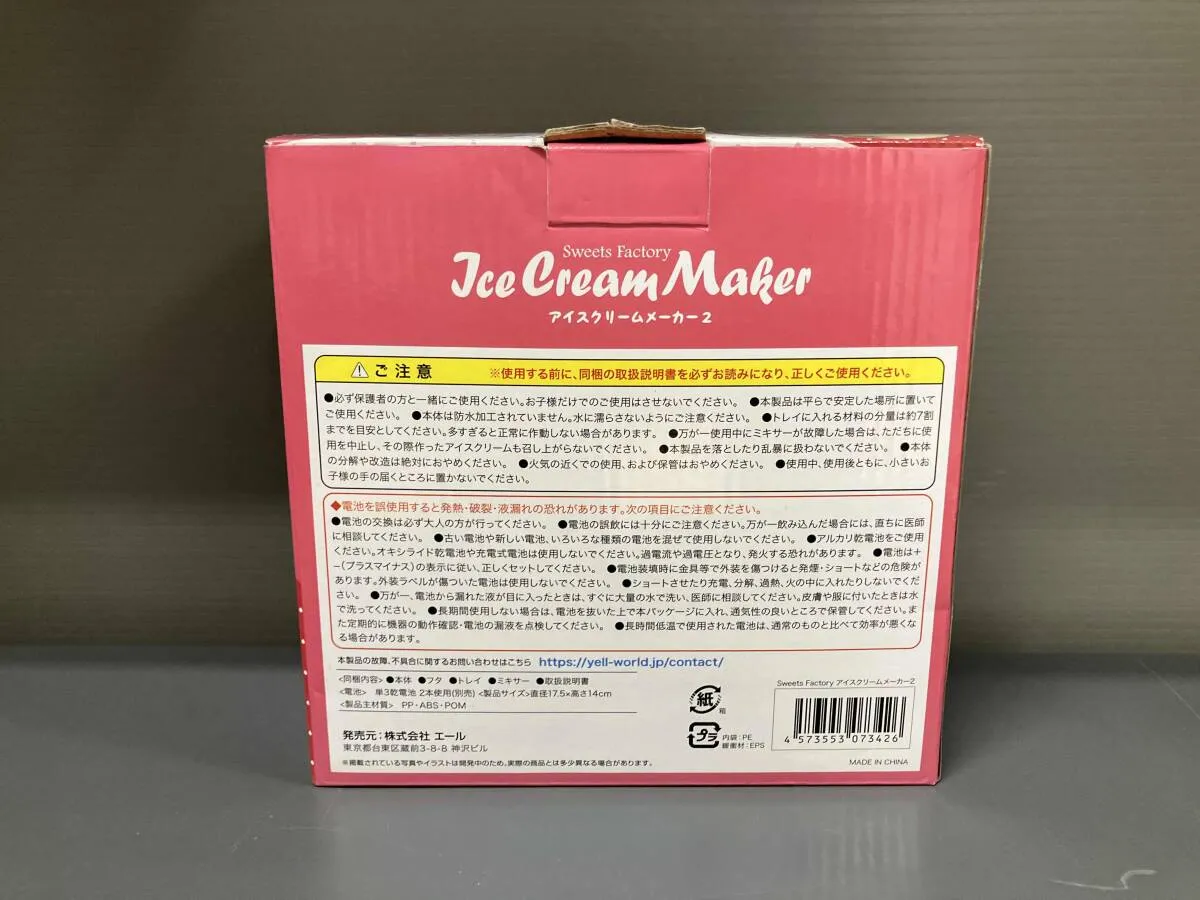 Sweets Factory
Ice Cream Maker
アイスクリームメーカー2
⚠ご注意 ※使用する前に、同梱の取扱説明書を必ずお読みになり、正しくご使用ください。
●必ず保護者の方と一緒にご使用ください。お子様だけでのご使用はさせないでください。 ●本製品は平らで安定した場所に置いて
ご使用ください。 ●本体は防水加工されていません。水に濡らさないようにご注意ください。 ●トレイに入れる材料の分量は約7割
までを目安としてください。多すぎると正常に作動しない場合があります。 ●万が一使用中にミキサーが故障した場合は、ただちに使
用を中止し、その際作ったアイスクリームも召し上がらないでください。 ●本製品を落としたり乱暴に扱わないでください。 ●本体
の分解や改造は絶対におやめください。 ●火気の近くでの使用、および保管はおやめください。 ●使用中、使用後ともに、小さいお
子様の手の届くところに置かないでください。
◆電池を誤使用すると発熱・破裂・液漏れの恐れがあります。次の項目にご注意ください。
●電池の交換は必ず大人の方が行ってください。 ●電池の誤飲には十分にご注意ください。万が一飲み込んだ場合には、直ちに医師
に相談してください。 ●古い電池や新しい電池、いろいろな種類の電池を混ぜて使用しないでください。 ●アルカリ乾電池をご使用
ください。オキシライド乾電池や充電式電池は使用しないでください。過電流や過電圧となり、発火する恐れがあります。 ●電池は+
−(プラスマイナス)の表示に従い、正しくセットしてください。 ●電池装填時に金具等で外装を傷つけると発煙・ショートなどの危険が
あります。外装ラベルが傷ついた電池は使用しないでください。 ●ショートさせたり充電、分解、過熱、火の中に入れたりしないでくだ
さい。 ●万が一、電池から漏れた液が目に入ったときは、すぐに大量の水で洗い、医師に相談してください。皮膚や服に付いたときは水
で洗ってください。 ●長期間使用しない場合は、電池を抜いた上で本パッケージに入れ、通気性の良いところで保管してください。ま
た定期的に機器の動作確認・電池の漏液を点検してください。 ●長時間低温で使用された電池は、通常のものと比べて効率が悪くな
る場合があります。
本製品の故障、不具合に関するお問い合わせはこちら https://yell-world.jp/contact/
<同梱内容> ●本体 ●フタ ●トレイ ●ミキサー ●取扱説明書
<電池> 単3乾電池 2本使用(別売) <製品サイズ>直径17.5×高さ14cm
<製品主材質> PP・ABS・POM
発売元：株式会社 エール
東京都台東区蔵前3-8-8 神沢ビル
※掲載されている写真やイラストは開発中のため、実際の商品とは多少異なる場合があります。
紙 箱
プラ 内袋：PE
緩衝材：EPS
Sweets Factory アイスクリームメーカー2
4 573553 073426
MADE IN CHINA